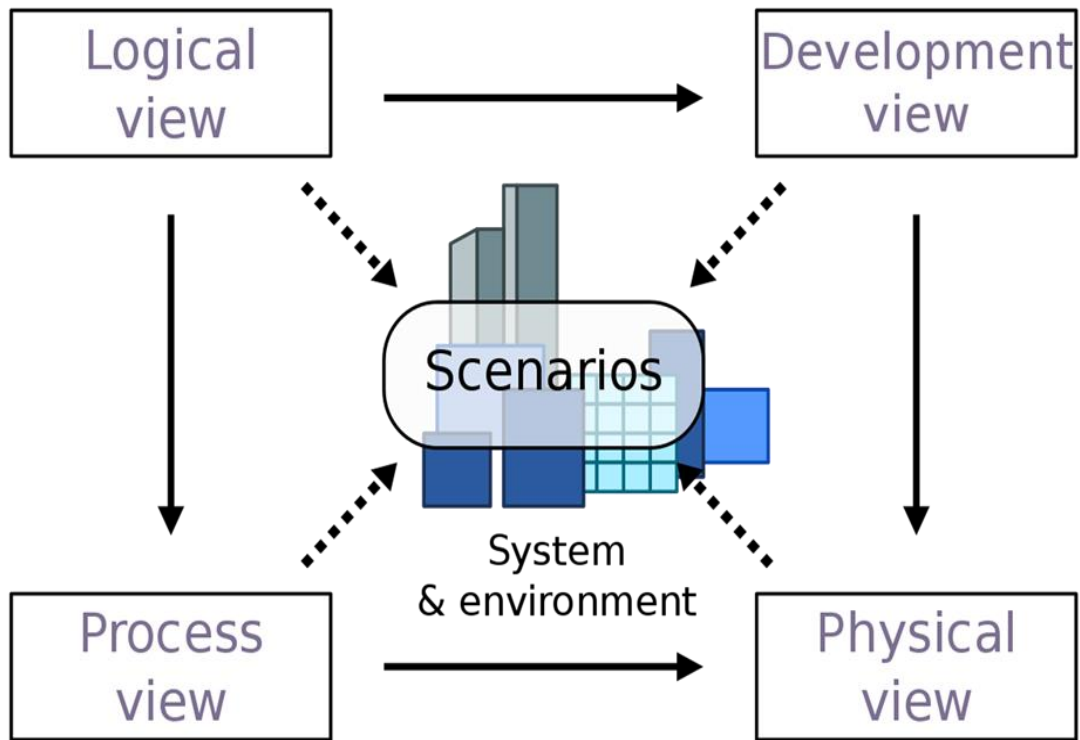 Logical
view
Development
view
Scenarios
System
& environment
Process
view
Physical
view